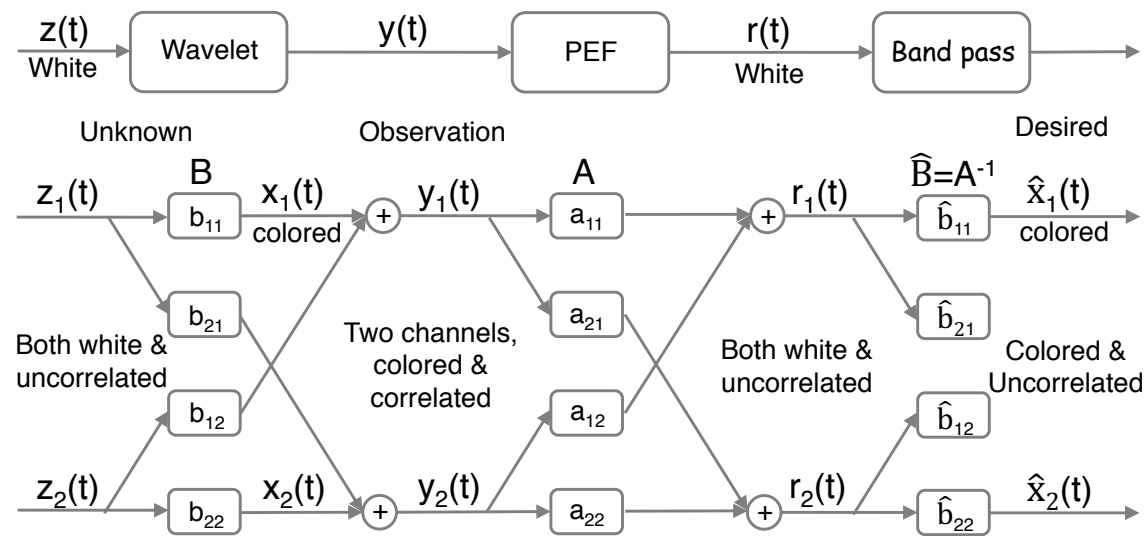 z(t)
White
Wavelet
y(t)
PEF
r(t)
White
Band pass
Unknown
Observation
Desired
B
A
B̂=A⁻¹
z₁(t)
b₁₁
x₁(t)
colored
+
y₁(t)
a₁₁
+
r₁(t)
b̂₁₁
x̂₁(t)
colored
b₂₁
a₂₁
b̂₂₁
Both white &
uncorrelated
Two channels,
colored &
correlated
Both white &
uncorrelated
Colored &
Uncorrelated
b₁₂
a₁₂
b̂₁₂
z₂(t)
b₂₂
x₂(t)
+
y₂(t)
a₂₂
+
r₂(t)
b̂₂₂
x̂₂(t)